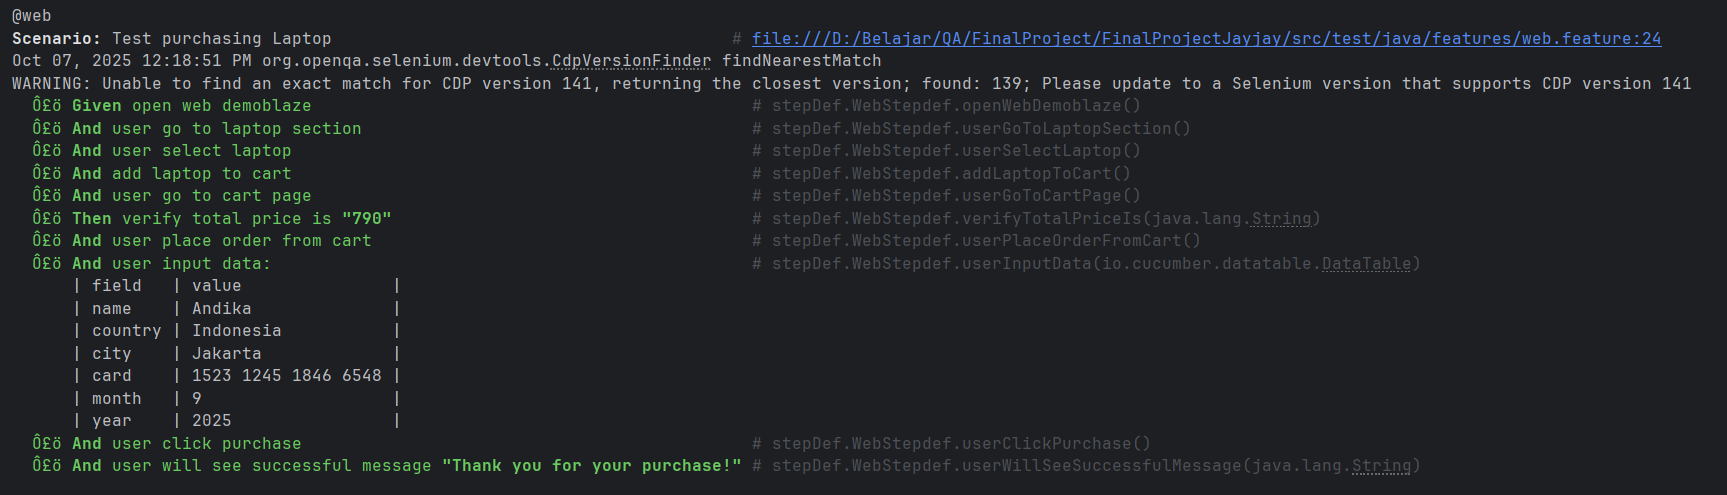 @web
Scenario: Test purchasing Laptop # file:///D:/Belajar/QA/FinalProject/FinalProjectJayjay/src/test/java/features/web.feature:24
Oct 07, 2025 12:18:51 PM org.openqa.selenium.devtools.CdpVersionFinder findNearestMatch
WARNING: Unable to find an exact match for CDP version 141, returning the closest version; found: 139; Please update to a Selenium version that supports CDP version 141
Ô£ö Given open web demoblaze # stepDef.WebStepdef.openWebDemoblaze()
Ô£ö And user go to laptop section # stepDef.WebStepdef.userGoToLaptopSection()
Ô£ö And user select laptop # stepDef.WebStepdef.userSelectLaptop()
Ô£ö And add laptop to cart # stepDef.WebStepdef.addLaptopToCart()
Ô£ö And user go to cart page # stepDef.WebStepdef.userGoToCartPage()
Ô£ö Then verify total price is "790" # stepDef.WebStepdef.verifyTotalPriceIs(java.lang.String)
Ô£ö And user place order from cart # stepDef.WebStepdef.userPlaceOrderFromCart()
Ô£ö And user input data: # stepDef.WebStepdef.userInputData(io.cucumber.datatable.DataTable)
| field | value |
| name | Andika |
| country | Indonesia |
| city | Jakarta |
| card | 1523 1245 1846 6548 |
| month | 9 |
| year | 2025 |
Ô£ö And user click purchase # stepDef.WebStepdef.userClickPurchase()
Ô£ö And user will see successful message "Thank you for your purchase!" # stepDef.WebStepdef.userWillSeeSuccessfulMessage(java.lang.String)